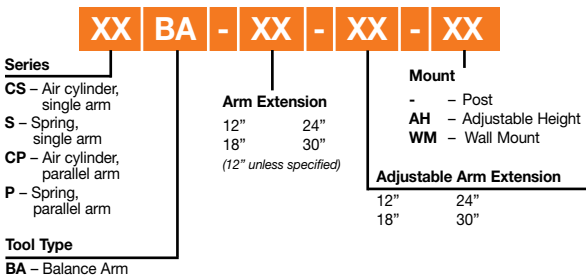 XX BA - XX - XX - XX
Series
CS – Air cylinder,
single arm
S – Spring,
single arm
CP – Air cylinder,
parallel arm
P – Spring,
parallel arm
Tool Type
BA – Balance Arm
Arm Extension
12” 24”
18” 30”
(12” unless specified)
Mount
- – Post
AH – Adjustable Height
WM – Wall Mount
Adjustable Arm Extension
12” 24”
18” 30”